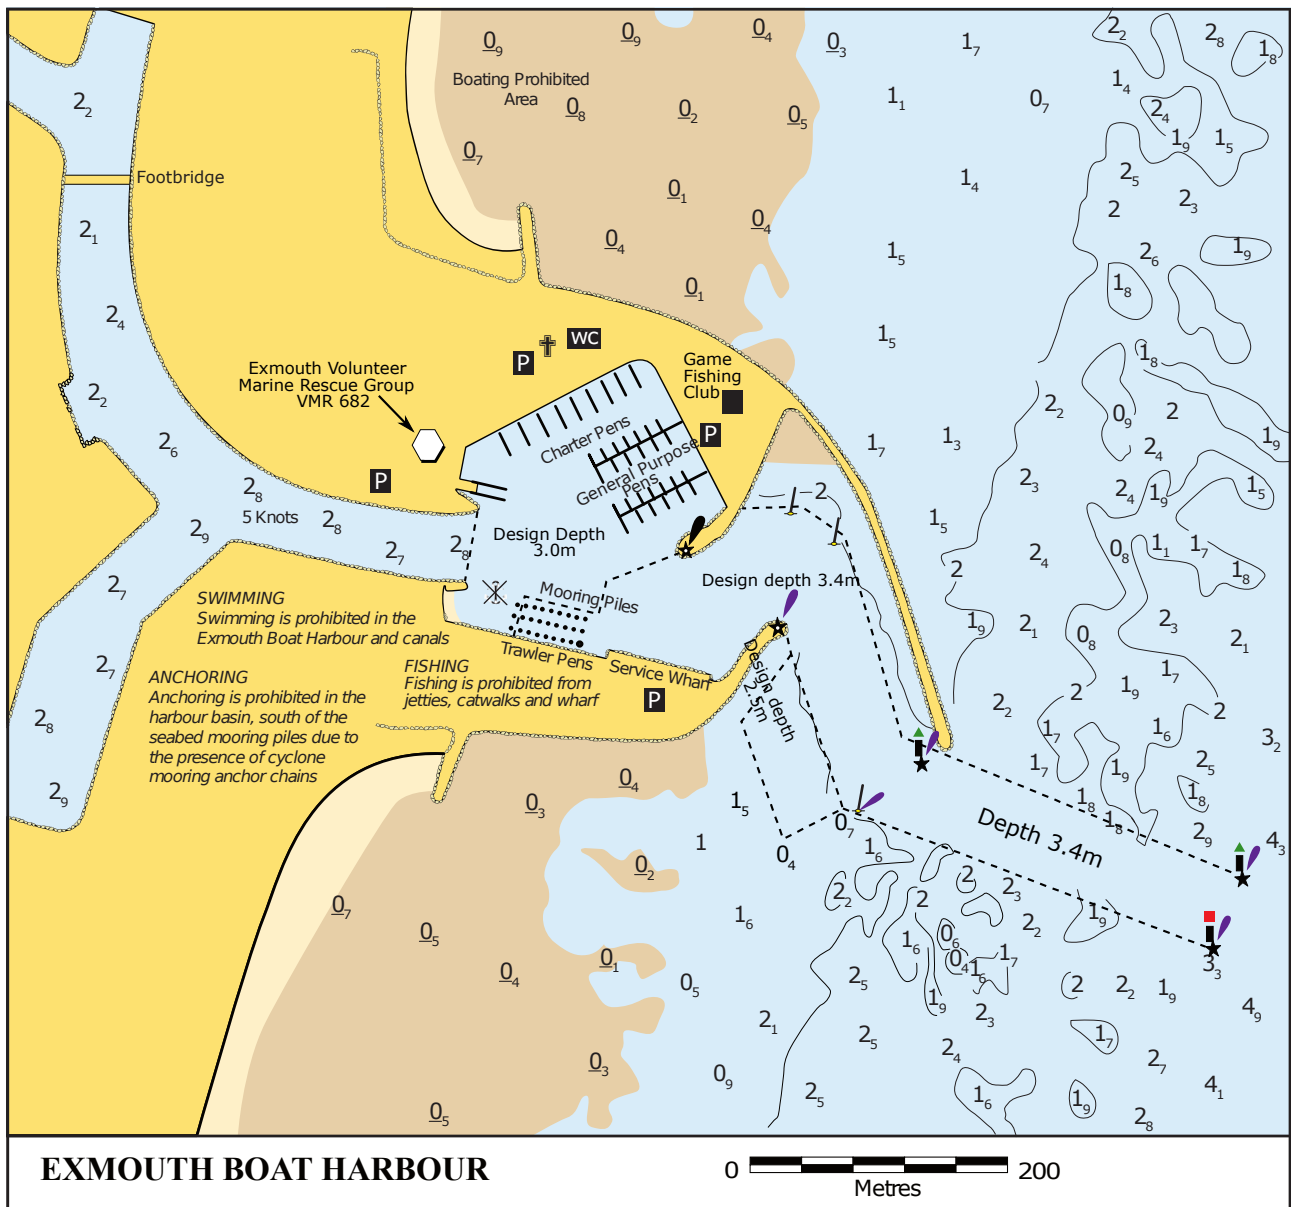 Boating Prohibited
Area
Footbridge
Exmouth Volunteer
Marine Rescue Group
VMR 682
P
WC
Game
Fishing
Club
P
P
Charter Pens
General Purpose
Pens
5 Knots
Design Depth
3.0m
Design depth 3.4m
Mooring Piles
Trawler Pens
Service Wharf
P
Design depth
2.5m
SWIMMING
Swimming is prohibited in the
Exmouth Boat Harbour and canals
ANCHORING
Anchoring is prohibited in the
harbour basin, south of the
seabed mooring piles due to
the presence of cyclone
mooring anchor chains
FISHING
Fishing is prohibited from
jetties, catwalks and wharf
Depth 3.4m
EXMOUTH BOAT HARBOUR
0 200
Metres